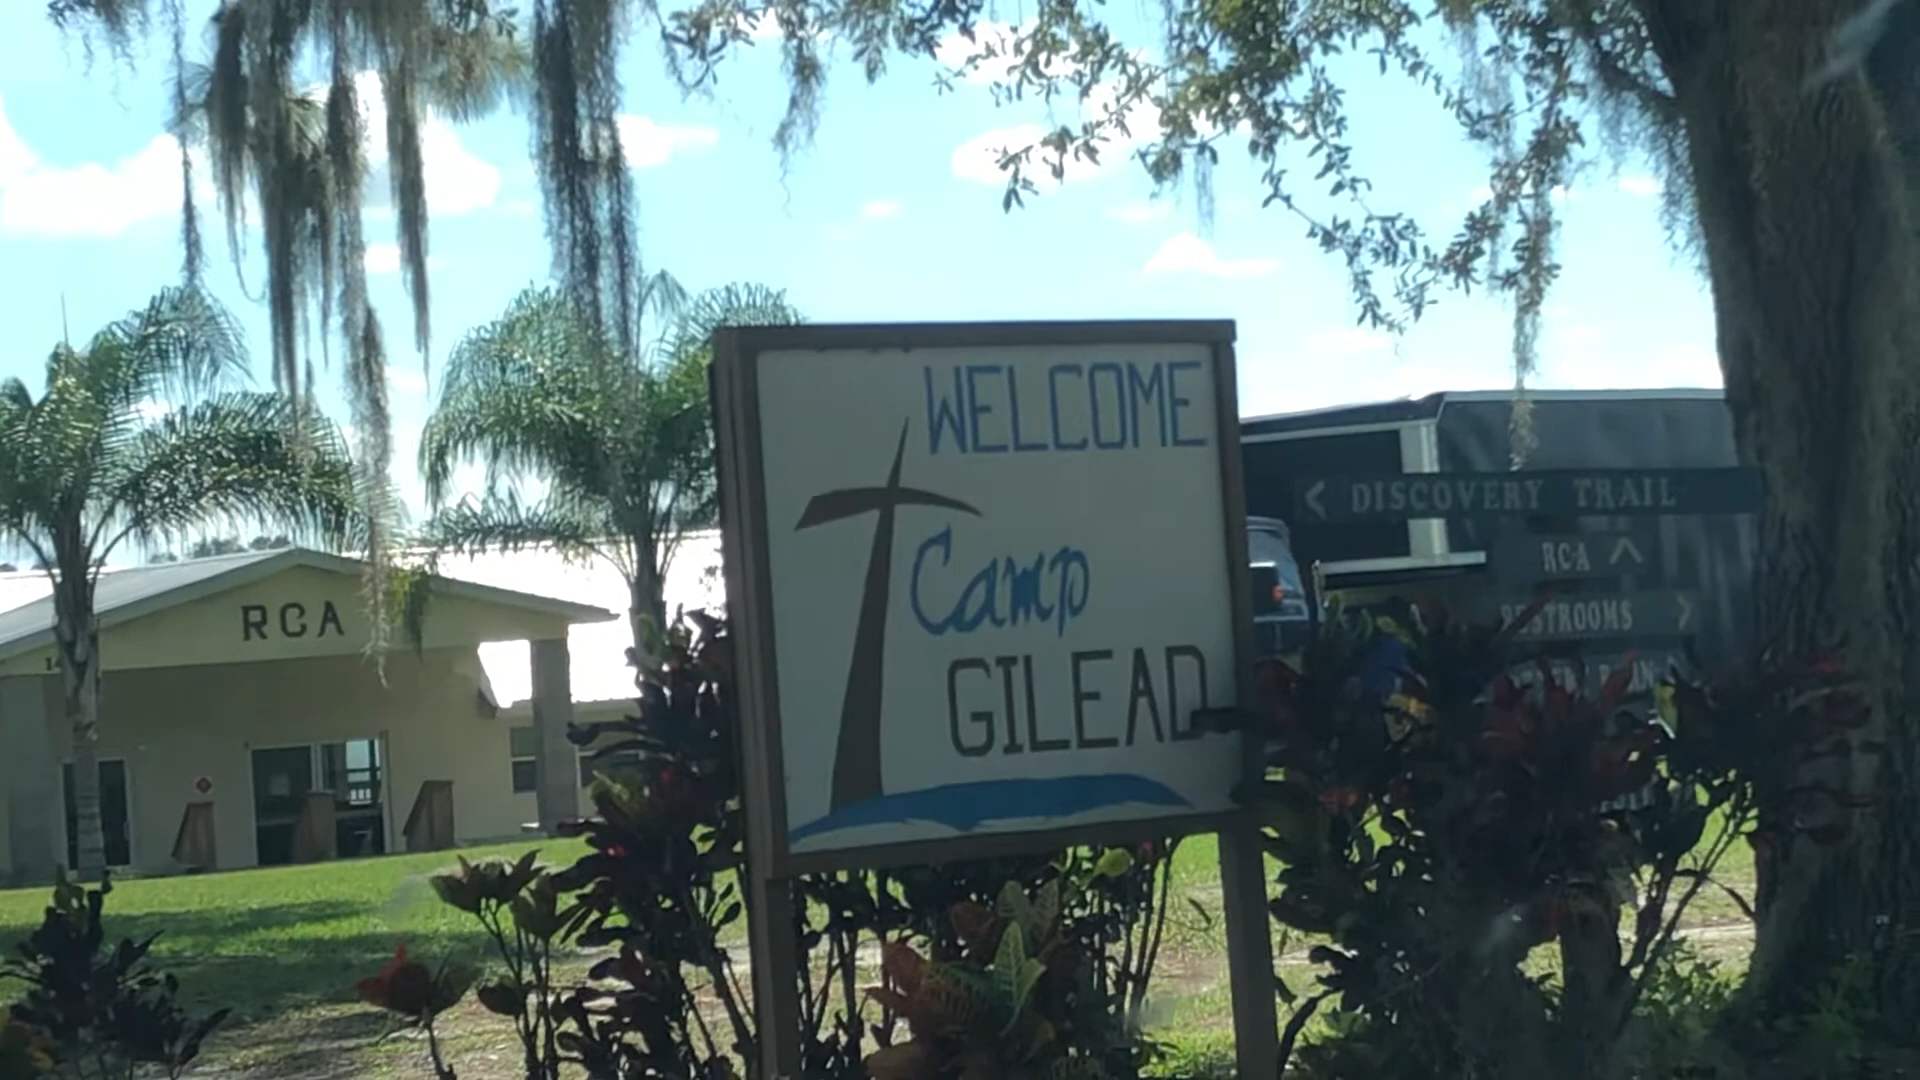 WELCOME
Camp
GILEAD
RCA
< DISCOVERY TRAIL
RCA ^
RESTROOMS >